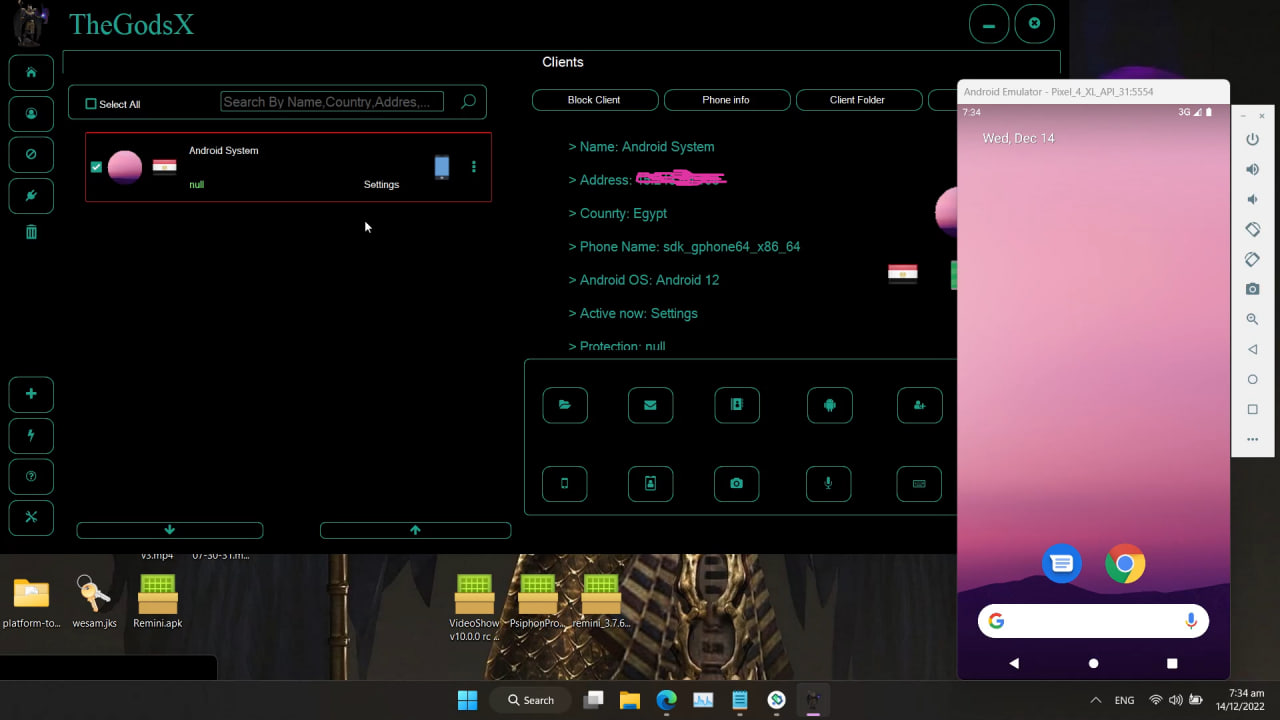 TheGodsX
Clients
Select All
Search By Name,Country,Addres,...
Block Client
Phone info
Client Folder
Android System
null
Settings
> Name: Android System
> Address:
> Counrty: Egypt
> Phone Name: sdk_gphone64_x86_64
> Android OS: Android 12
> Active now: Settings
> Protection: null
Android Emulator - Pixel_4_XL_API_31:5554
7:34
3G
Wed, Dec 14
v3.mp4
07-30-31.m...
platform-to...
wesam.jks
Remini.apk
VideoShow
v10.0.0 rc ...
PsiphonPro...
remini_3.7.6...
Search
ENG
7:34 am
14/12/2022